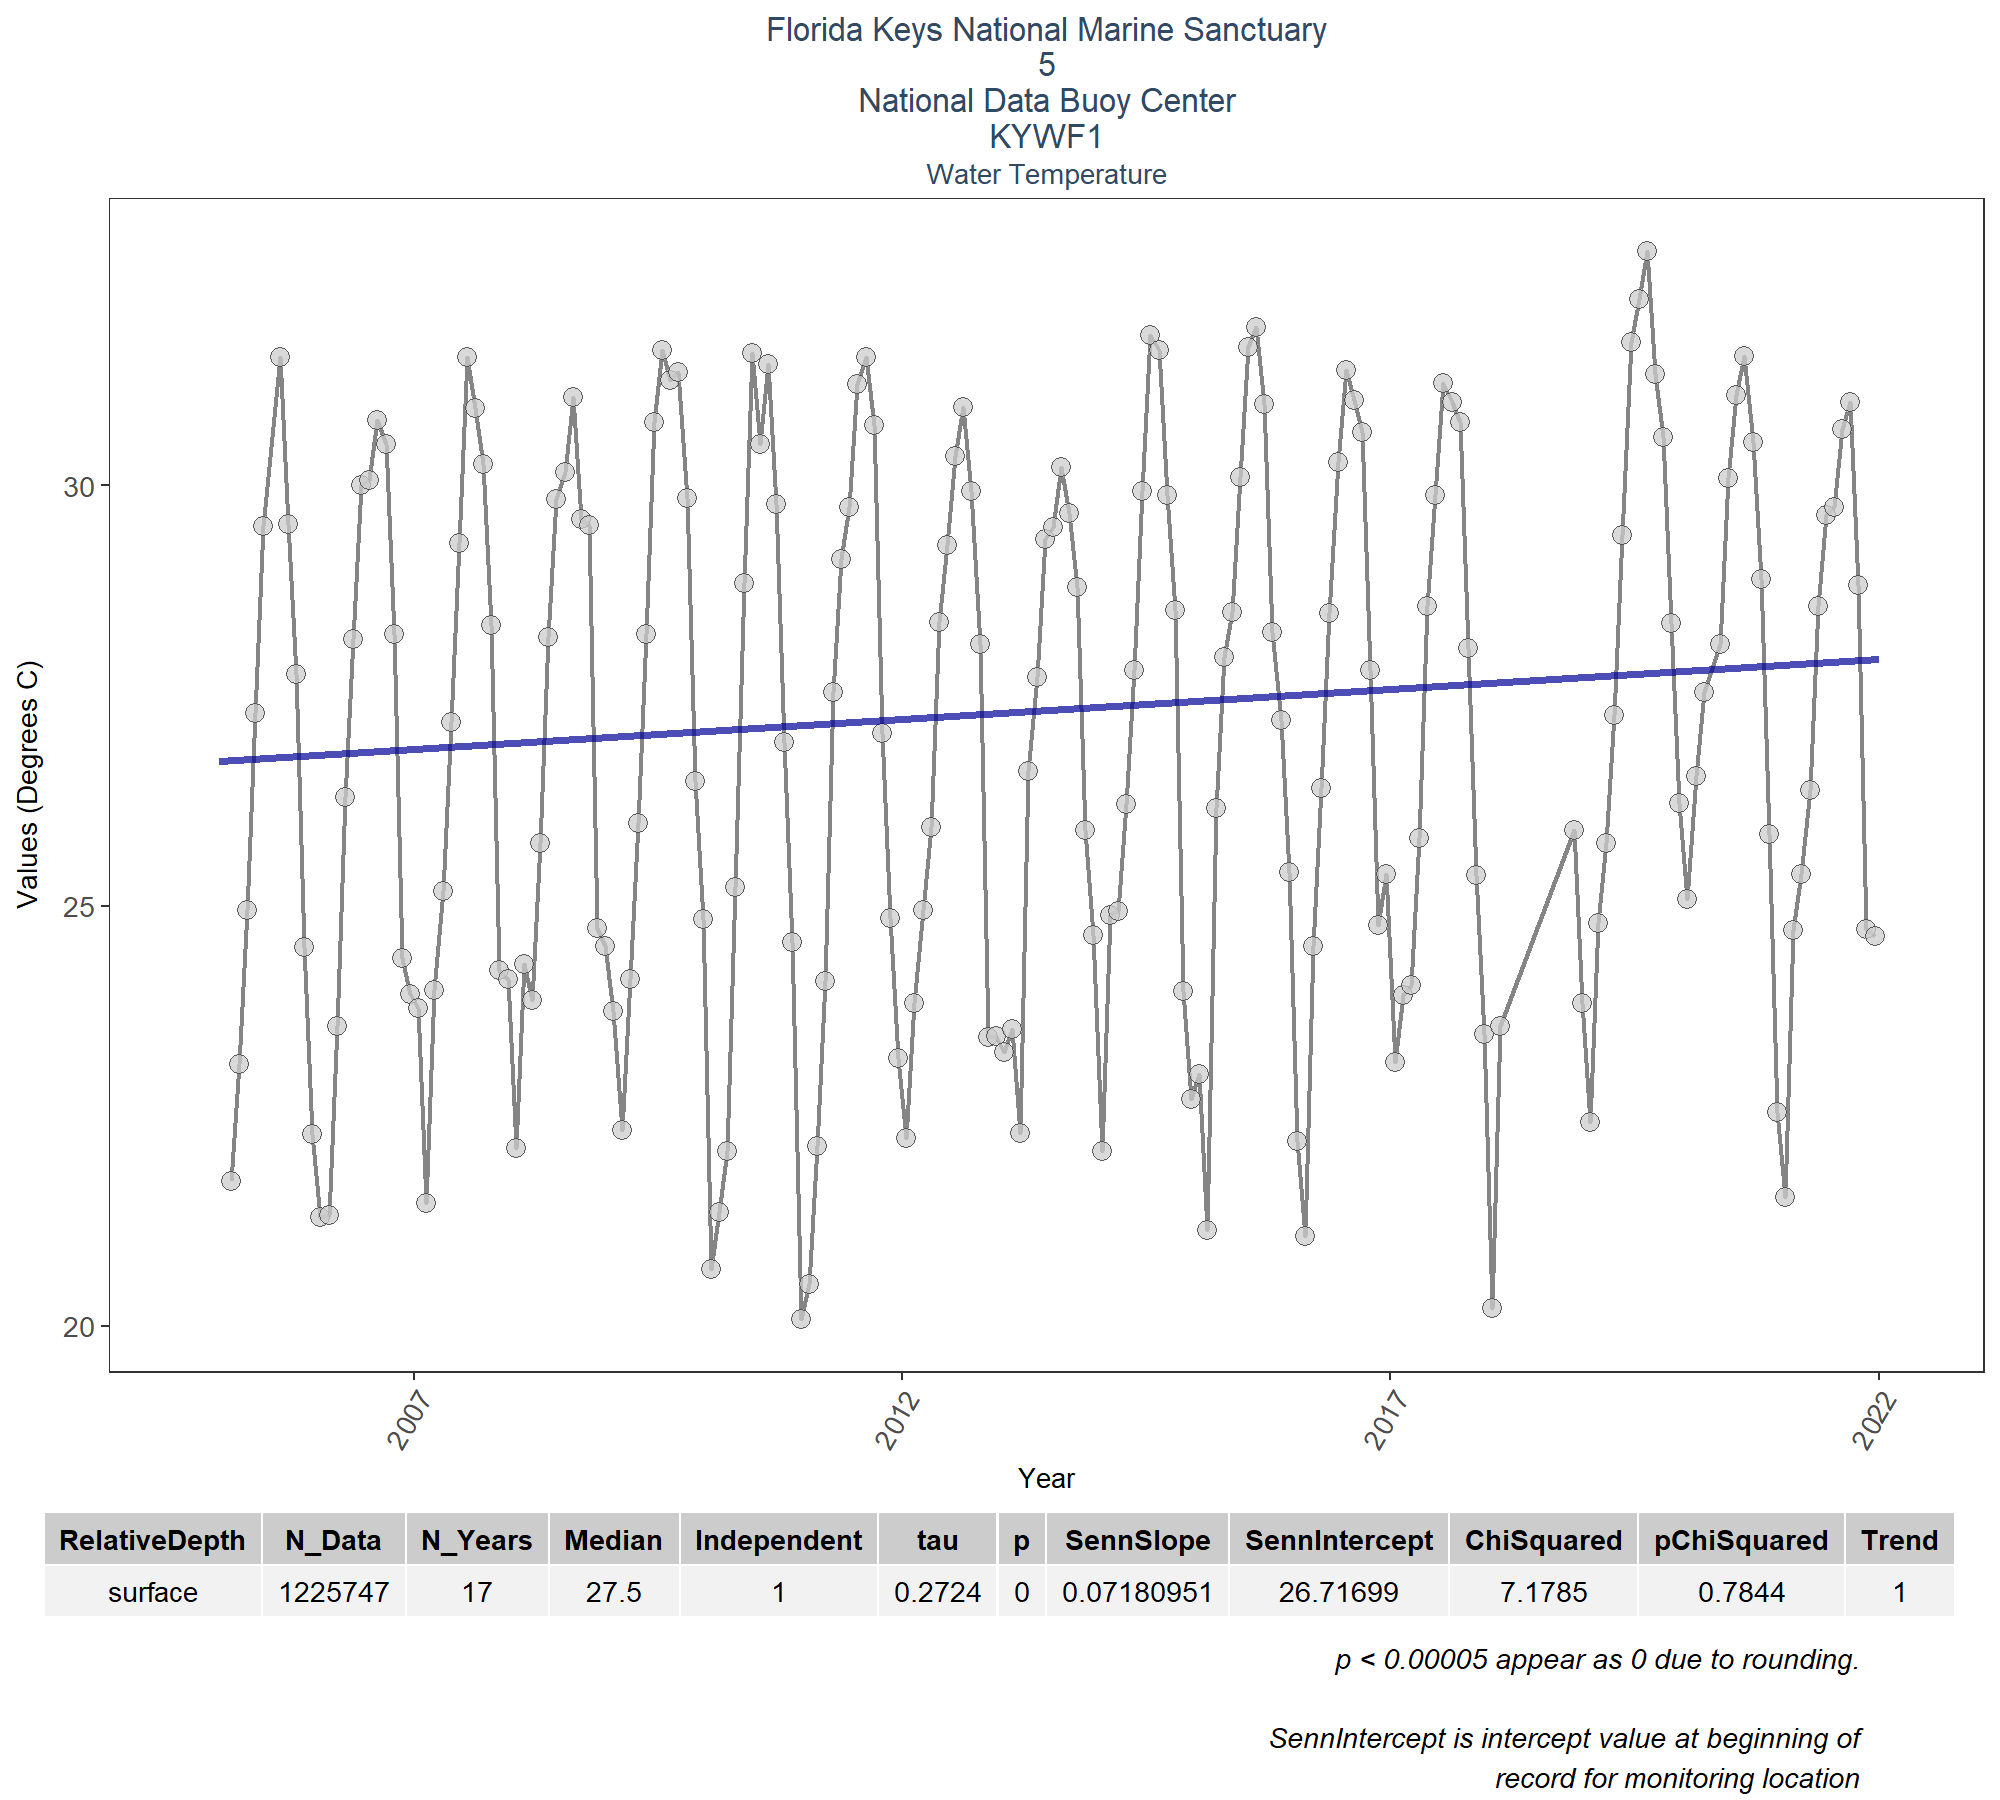 Florida Keys National Marine Sanctuary
5
National Data Buoy Center
KYWF1
Water Temperature
Values (Degrees C)
30
25
20
2007
2012
2017
2022
Year
RelativeDepth N_Data N_Years Median Independent tau p SennSlope SennIntercept ChiSquared pChiSquared Trend
surface 1225747 17 27.5 1 0.2724 0 0.07180951 26.71699 7.1785 0.7844 1
p < 0.00005 appear as 0 due to rounding.
SennIntercept is intercept value at beginning of
record for monitoring location